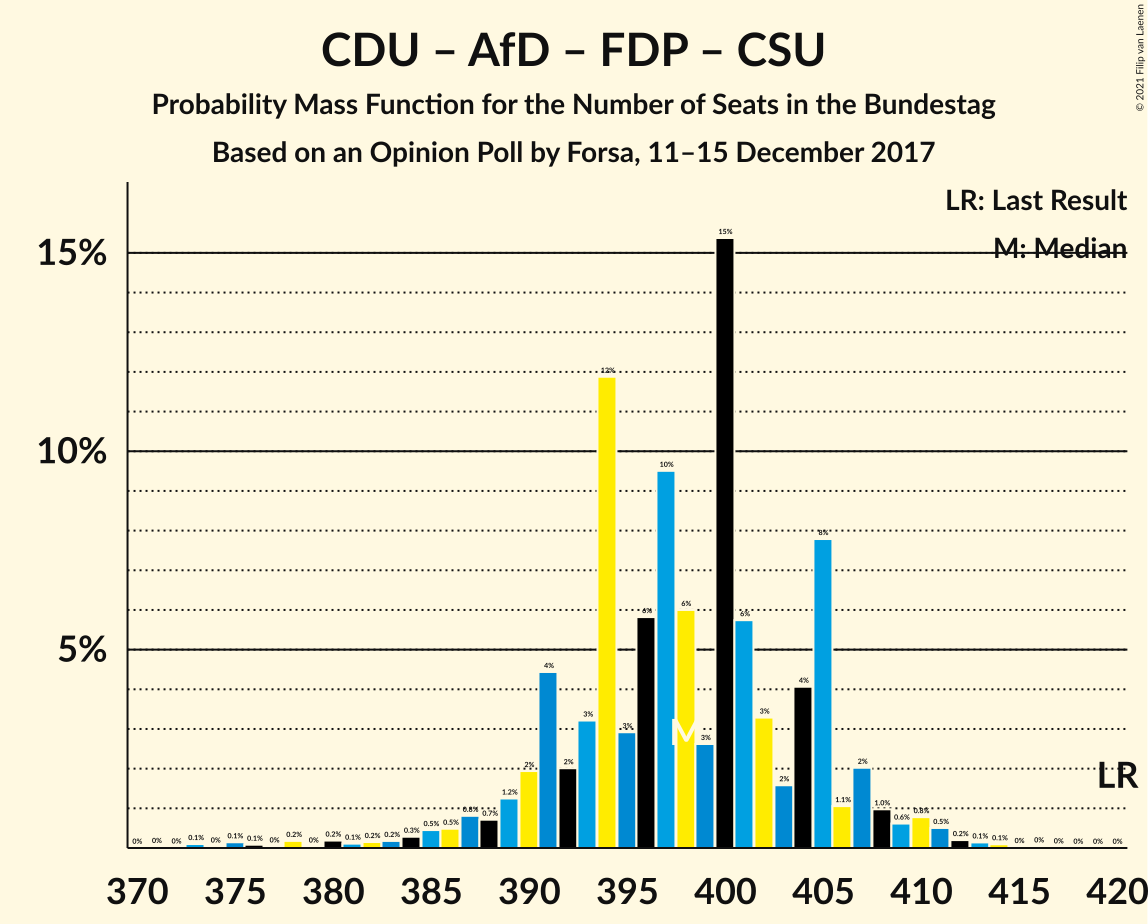 CDU – AfD – FDP – CSU
Probability Mass Function for the Number of Seats in the Bundestag
Based on an Opinion Poll by Forsa, 11–15 December 2017
© 2021 Filip van Laenen
LR: Last Result
M: Median
15%
10%
5%
0% 0% 0% 0.1% 0% 0.1% 0.1% 0% 0.2% 0% 0.2% 0.1% 0.2% 0.2% 0.3% 0.5% 0.5% 0.8% 0.7% 1.2% 2% 4% 2% 3% 12% 3% 6% 10% 6% 3% 15% 6% 3% 2% 4% 8% 1.1% 2% 1.0% 0.6% 0.8% 0.5% 0.2% 0.1% 0.1% 0% 0% 0% 0% 0% 0%
M
LR
370 375 380 385 390 395 400 405 410 415 420